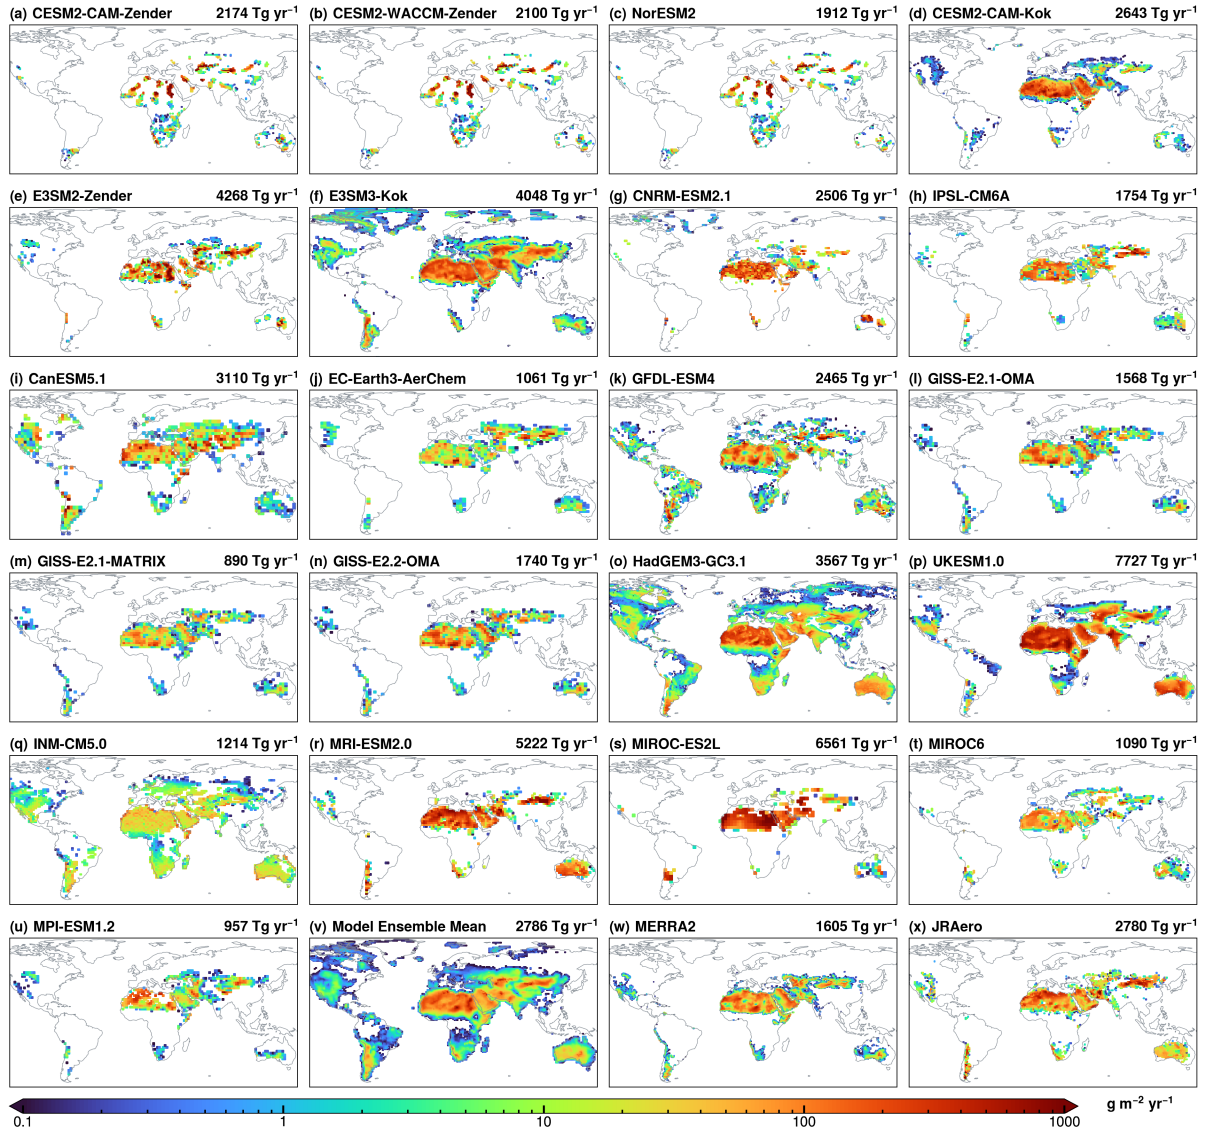 (a) CESM2-CAM-Zender 2174 Tg yr⁻¹
(b) CESM2-WACCM-Zender 2100 Tg yr⁻¹
(c) NorESM2 1912 Tg yr⁻¹
(d) CESM2-CAM-Kok 2643 Tg yr⁻¹
(e) E3SM2-Zender 4268 Tg yr⁻¹
(f) E3SM3-Kok 4048 Tg yr⁻¹
(g) CNRM-ESM2.1 2506 Tg yr⁻¹
(h) IPSL-CM6A 1754 Tg yr⁻¹
(i) CanESM5.1 3110 Tg yr⁻¹
(j) EC-Earth3-AerChem 1061 Tg yr⁻¹
(k) GFDL-ESM4 2465 Tg yr⁻¹
(l) GISS-E2.1-OMA 1568 Tg yr⁻¹
(m) GISS-E2.1-MATRIX 890 Tg yr⁻¹
(n) GISS-E2.2-OMA 1740 Tg yr⁻¹
(o) HadGEM3-GC3.1 3567 Tg yr⁻¹
(p) UKESM1.0 7727 Tg yr⁻¹
(q) INM-CM5.0 1214 Tg yr⁻¹
(r) MRI-ESM2.0 5222 Tg yr⁻¹
(s) MIROC-ES2L 6561 Tg yr⁻¹
(t) MIROC6 1090 Tg yr⁻¹
(u) MPI-ESM1.2 957 Tg yr⁻¹
(v) Model Ensemble Mean 2786 Tg yr⁻¹
(w) MERRA2 1605 Tg yr⁻¹
(x) JRAero 2780 Tg yr⁻¹
0.1 1 10 100 1000 g m⁻² yr⁻¹